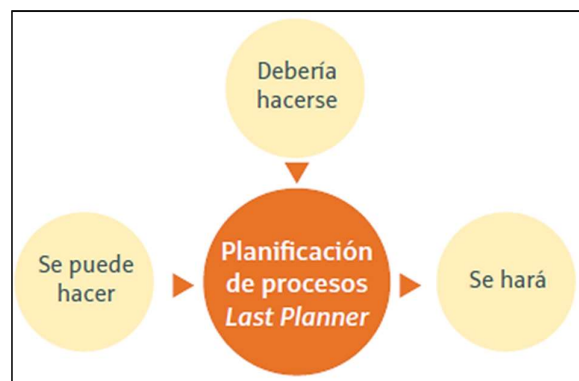 Debería
hacerse
Se puede
hacer
Planificación
de procesos
Last Planner
Se hará